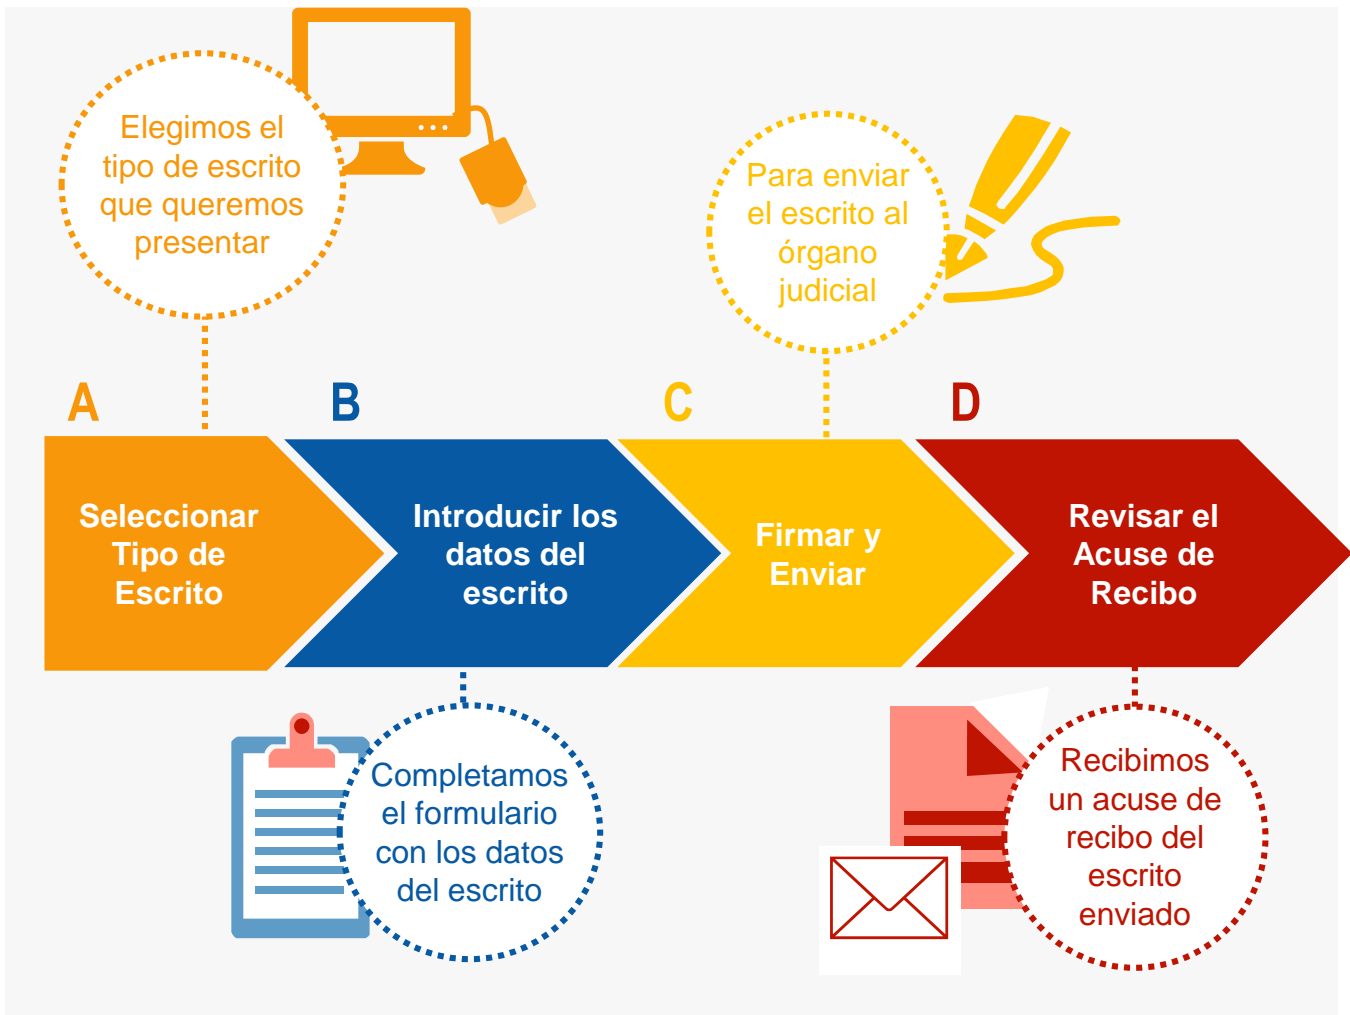 Elegimos el
tipo de escrito
que queremos
presentar
Para enviar
el escrito al
órgano
judicial
A
B
C
D
Seleccionar
Tipo de
Escrito
Introducir los
datos del
escrito
Firmar y
Enviar
Revisar el
Acuse de
Recibo
Completamos
el formulario
con los datos
del escrito
Recibimos
un acuse de
recibo del
escrito
enviado